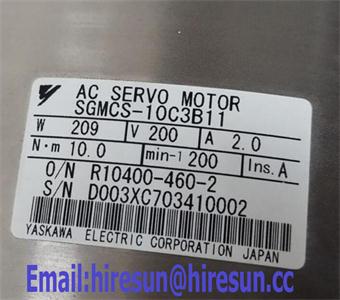 AC SERVO MOTOR
SGMCS-10C3B11
W 209 V 200 A 2.0
N·m 10.0 min-1 200 Ins.A
O/N R10400-460-2
S/N D003XC703410002
YASKAWA ELECTRIC CORPORATION JAPAN
Email:hiresun@hiresun.cc